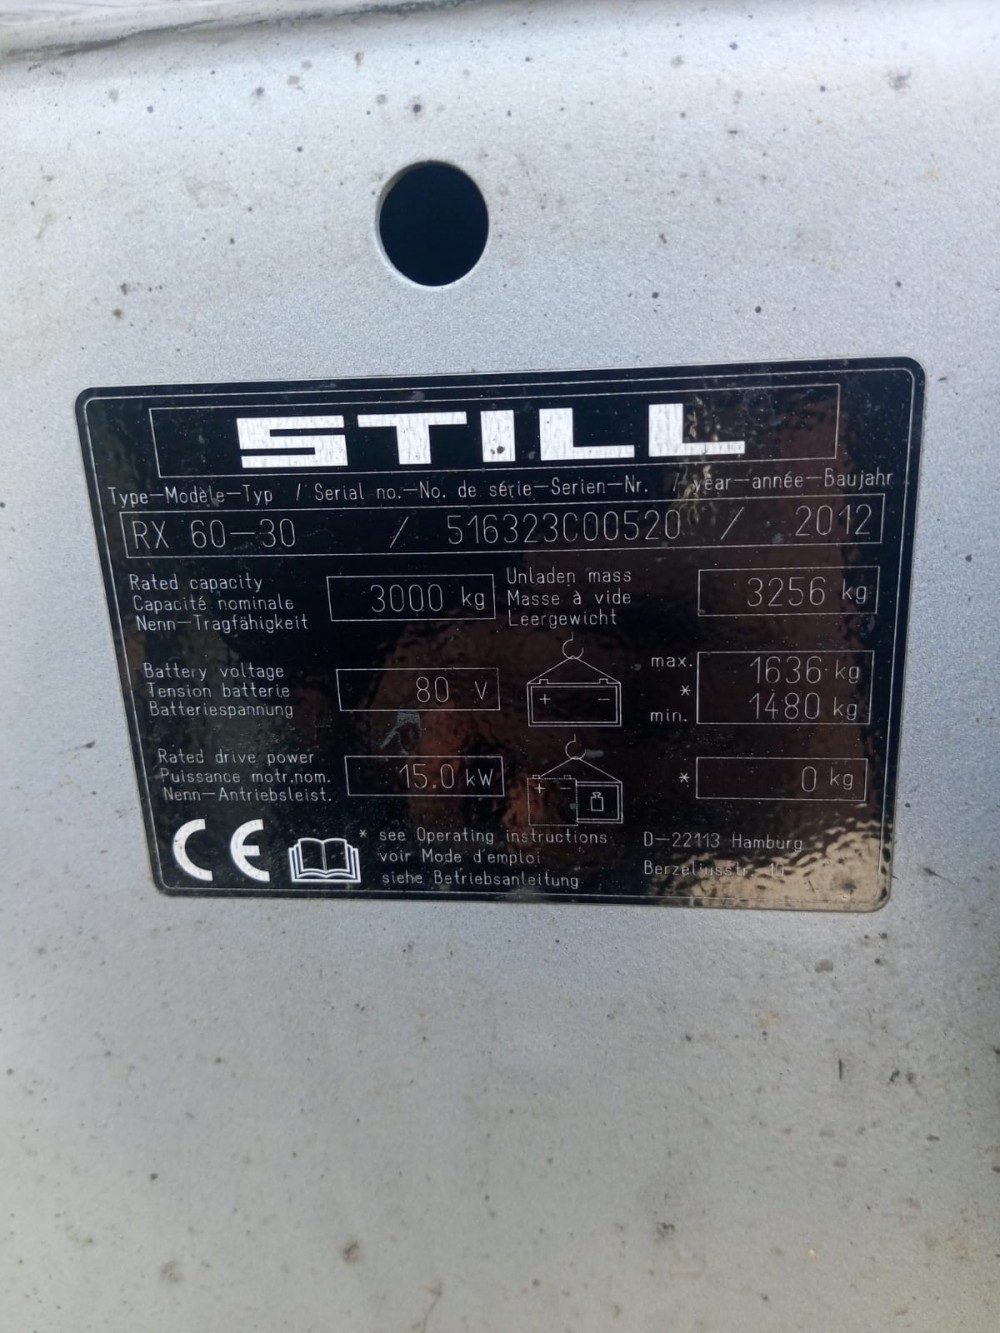 STILL
Type-Modèle-Typ / Serial no.-No. de série-Serien-Nr. / year-année-Baujahr
RX 60-30 / 516323C00520 / 2012
Rated capacity
Capacité nominale
Nenn-Tragfähigkeit
3000 kg
Unladen mass
Masse à vide
Leergewicht
3256 kg
Battery voltage
Tension batterie
Batteriespannung
80 V
+ -
max.
*
min.
1636 kg
1480 kg
Rated drive power
Puissance motr.nom.
Nenn-Antriebsleist.
15.0 kW
+ -
*
0 kg
CE
* see Operating instructions
voir Mode d'emploi
siehe Betriebsanleitung
D-22113 Hamburg
Berzeliusstr. 10